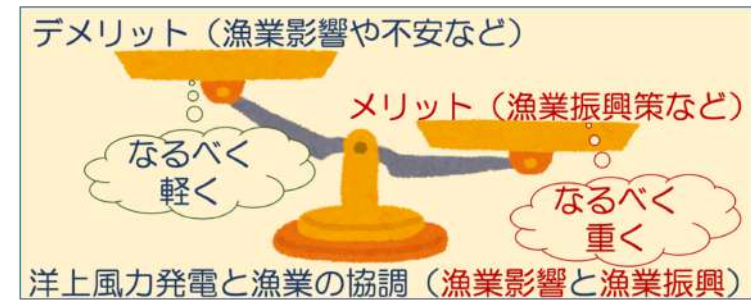 デメリット（漁業影響や不安など）
メリット（漁業振興策など）
なるべく
軽く
なるべく
重く
洋上風力発電と漁業の協調（漁業影響と漁業振興）